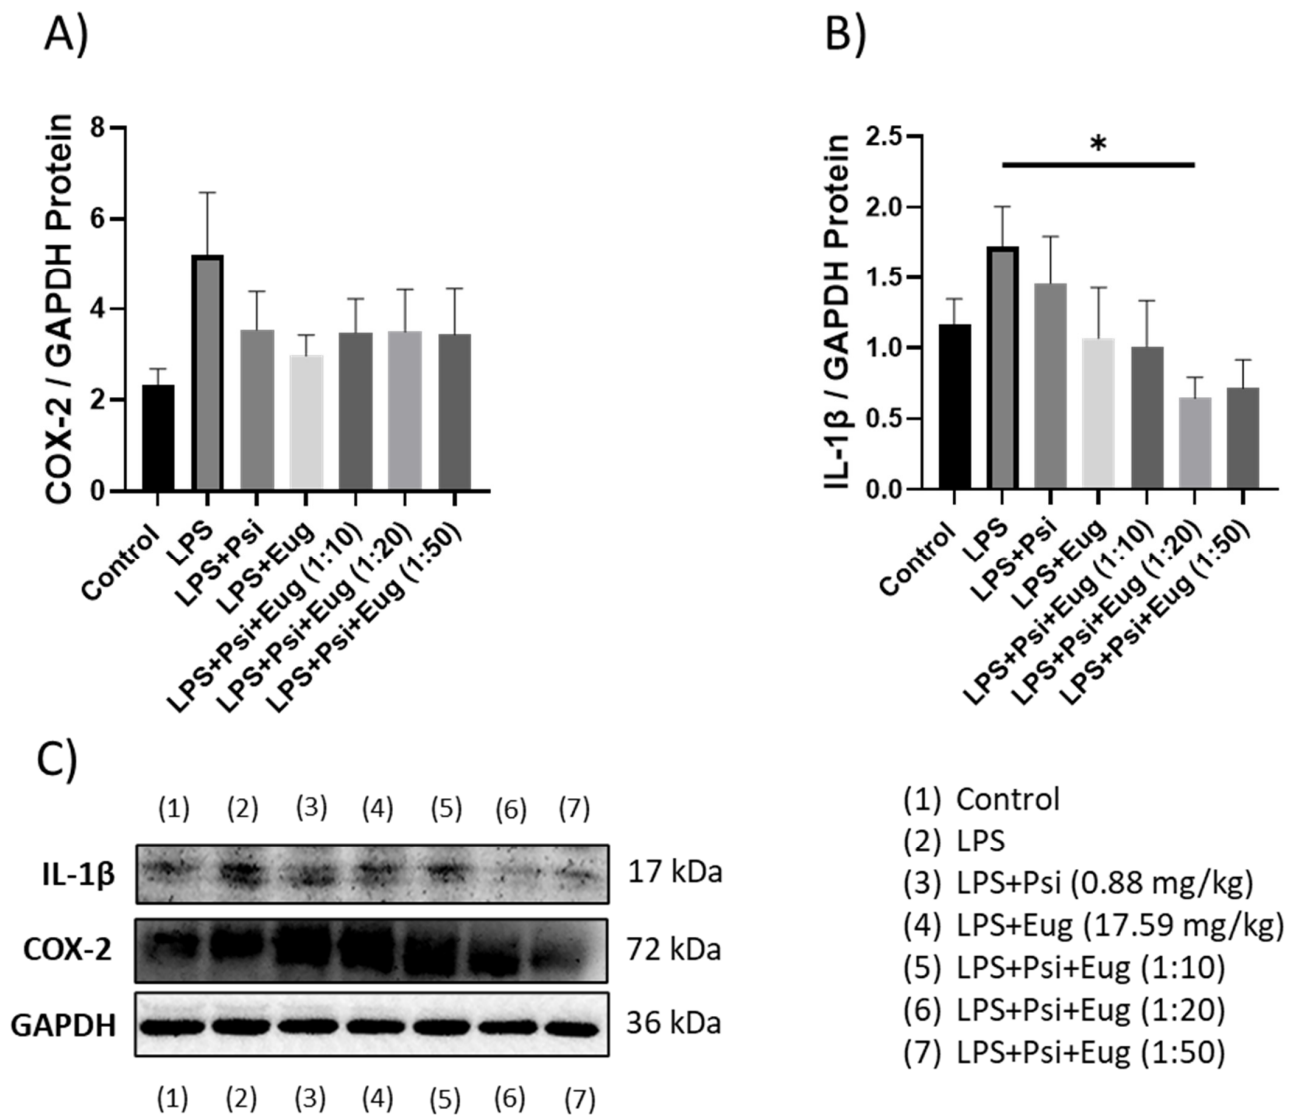 A)
B)
COX-2 / GAPDH Protein
8
6
4
2
0
Control
LPS
LPS+Psi
LPS+Eug
LPS+Psi+Eug (1:10)
LPS+Psi+Eug (1:20)
LPS+Psi+Eug (1:50)
IL-1β / GAPDH Protein
2.5
2.0
1.5
1.0
0.5
0.0
*
Control
LPS
LPS+Psi
LPS+Eug
LPS+Psi+Eug (1:10)
LPS+Psi+Eug (1:20)
LPS+Psi+Eug (1:50)
C)
(1) (2) (3) (4) (5) (6) (7)
IL-1β 17 kDa
COX-2 72 kDa
GAPDH 36 kDa
(1) (2) (3) (4) (5) (6) (7)
(1) Control
(2) LPS
(3) LPS+Psi (0.88 mg/kg)
(4) LPS+Eug (17.59 mg/kg)
(5) LPS+Psi+Eug (1:10)
(6) LPS+Psi+Eug (1:20)
(7) LPS+Psi+Eug (1:50)